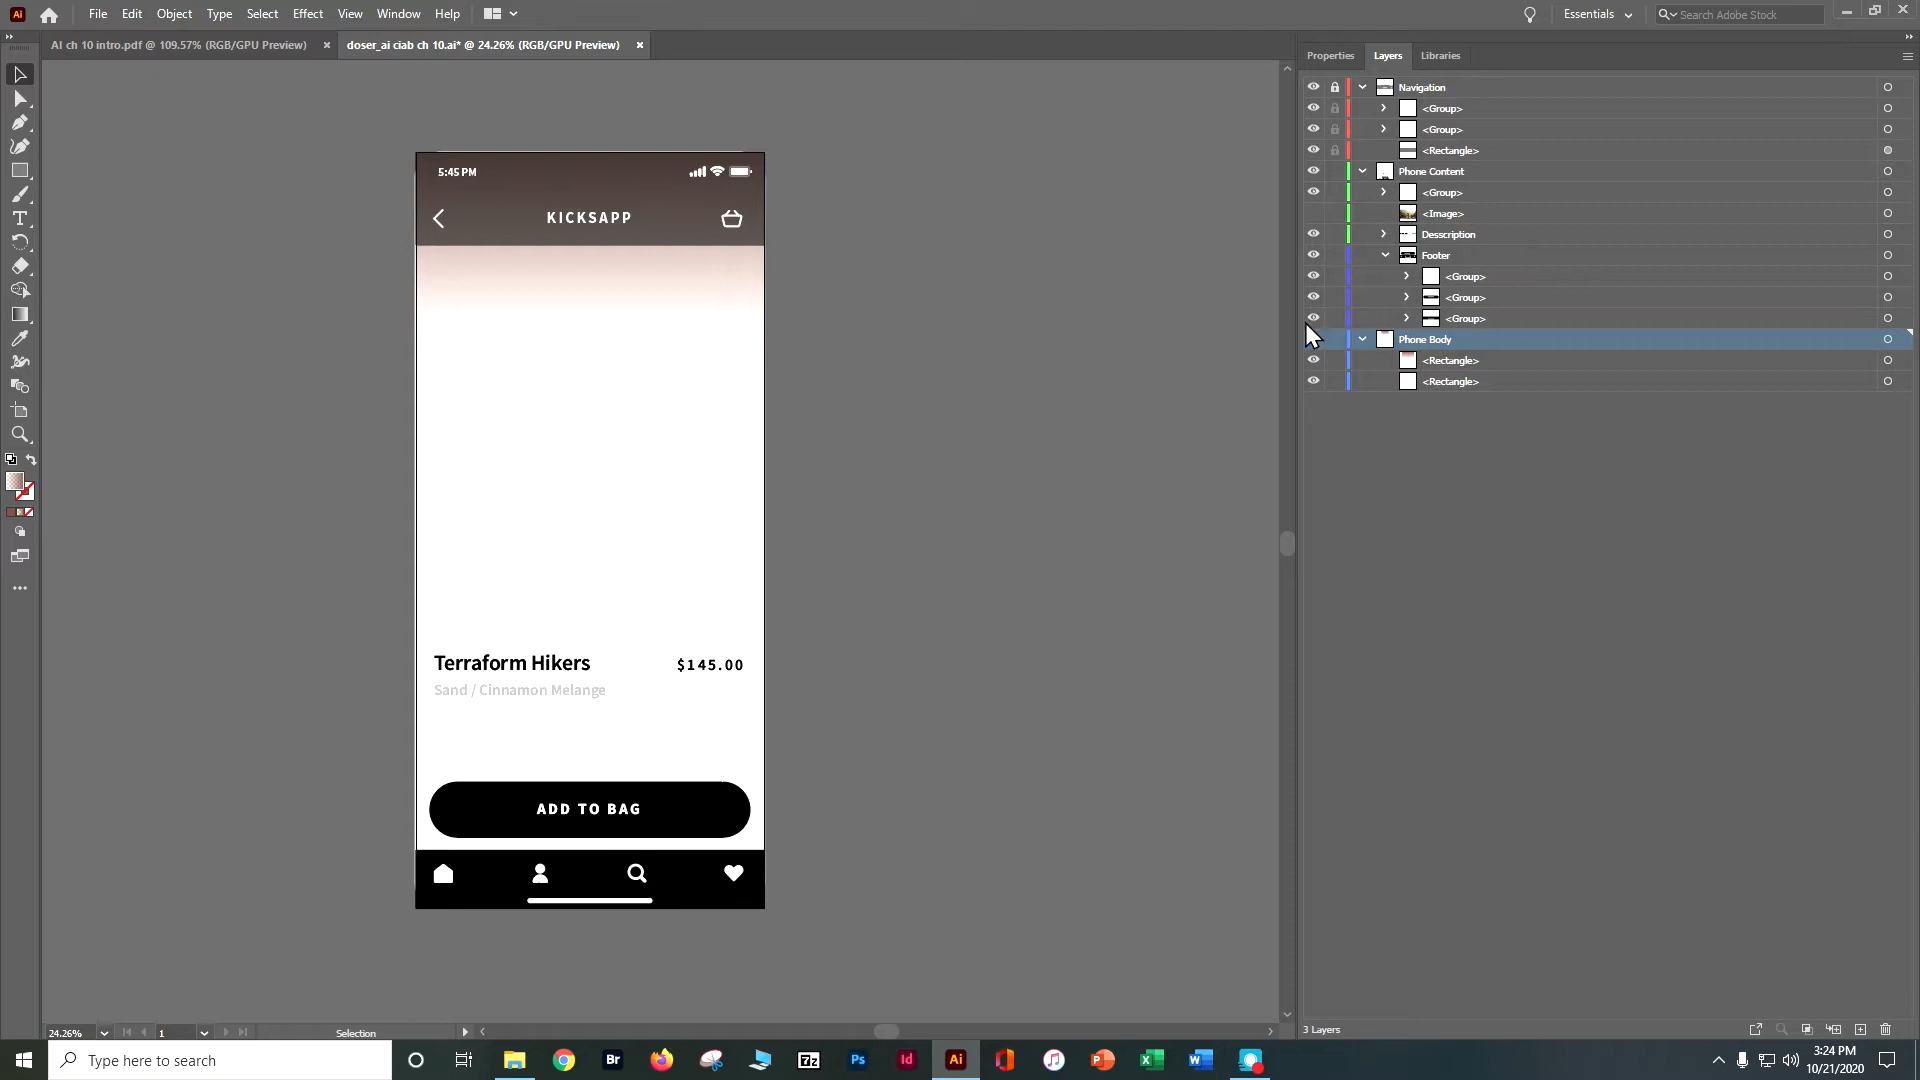 Ai File Edit Object Type Select Effect View Window Help Essentials Search Adobe Stock
AI ch 10 intro.pdf @ 109.57% (RGB/GPU Preview) × doser_ai ciab ch 10.ai* @ 24.26% (RGB/GPU Preview) ×
Properties Layers Libraries
Navigation
<Group>
<Group>
<Rectangle>
Phone Content
<Group>
<Image>
Desscription
Footer
<Group>
<Group>
<Group>
Phone Body
<Rectangle>
<Rectangle>
5:45 PM
KICKSAPP
Terraform Hikers $145.00
Sand / Cinnamon Melange
ADD TO BAG
24.26% 1 Selection
3 Layers
Type here to search
Br 7z Ps Id Ai
3:24 PM
10/21/2020